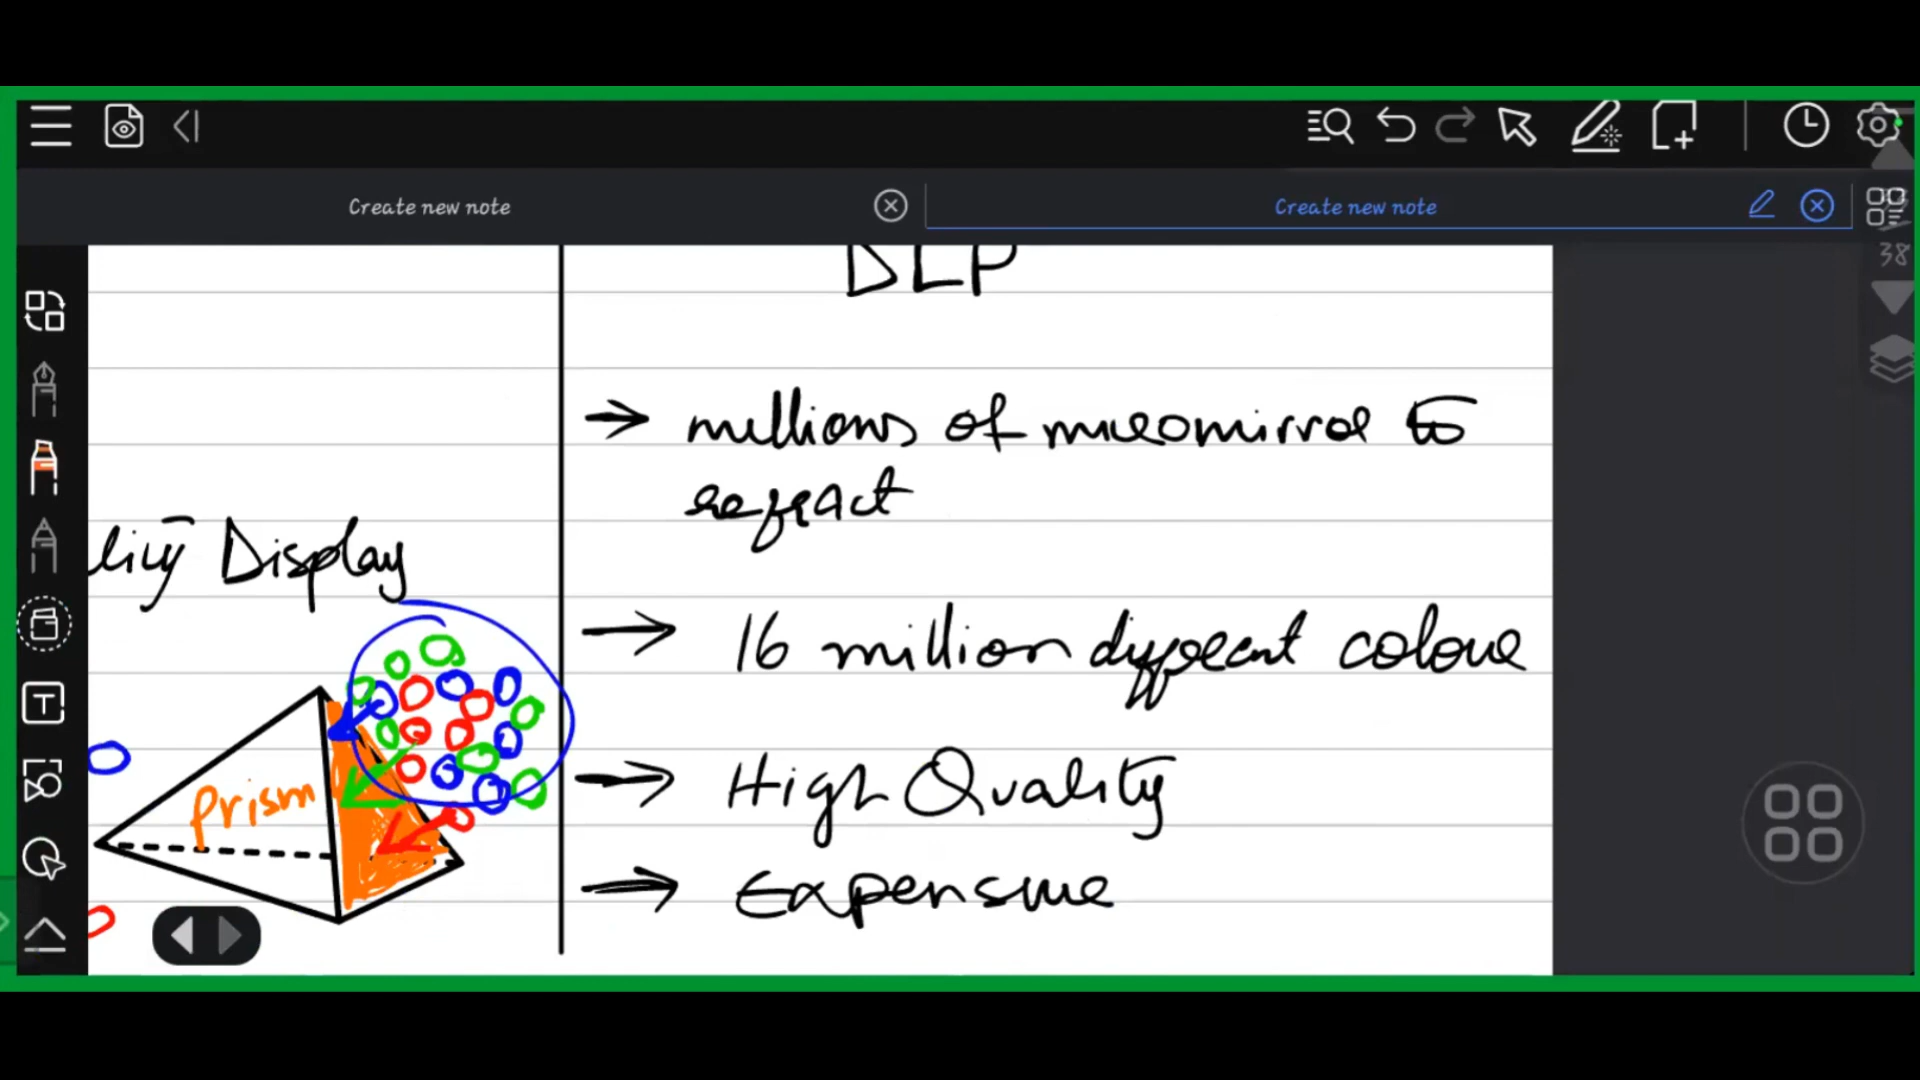 Create new note
Create new note
38
DLP
→ millions of micromirror to
refract
lity Display
→ 16 million different colour
Prism
→ High Quality
→ Expensive